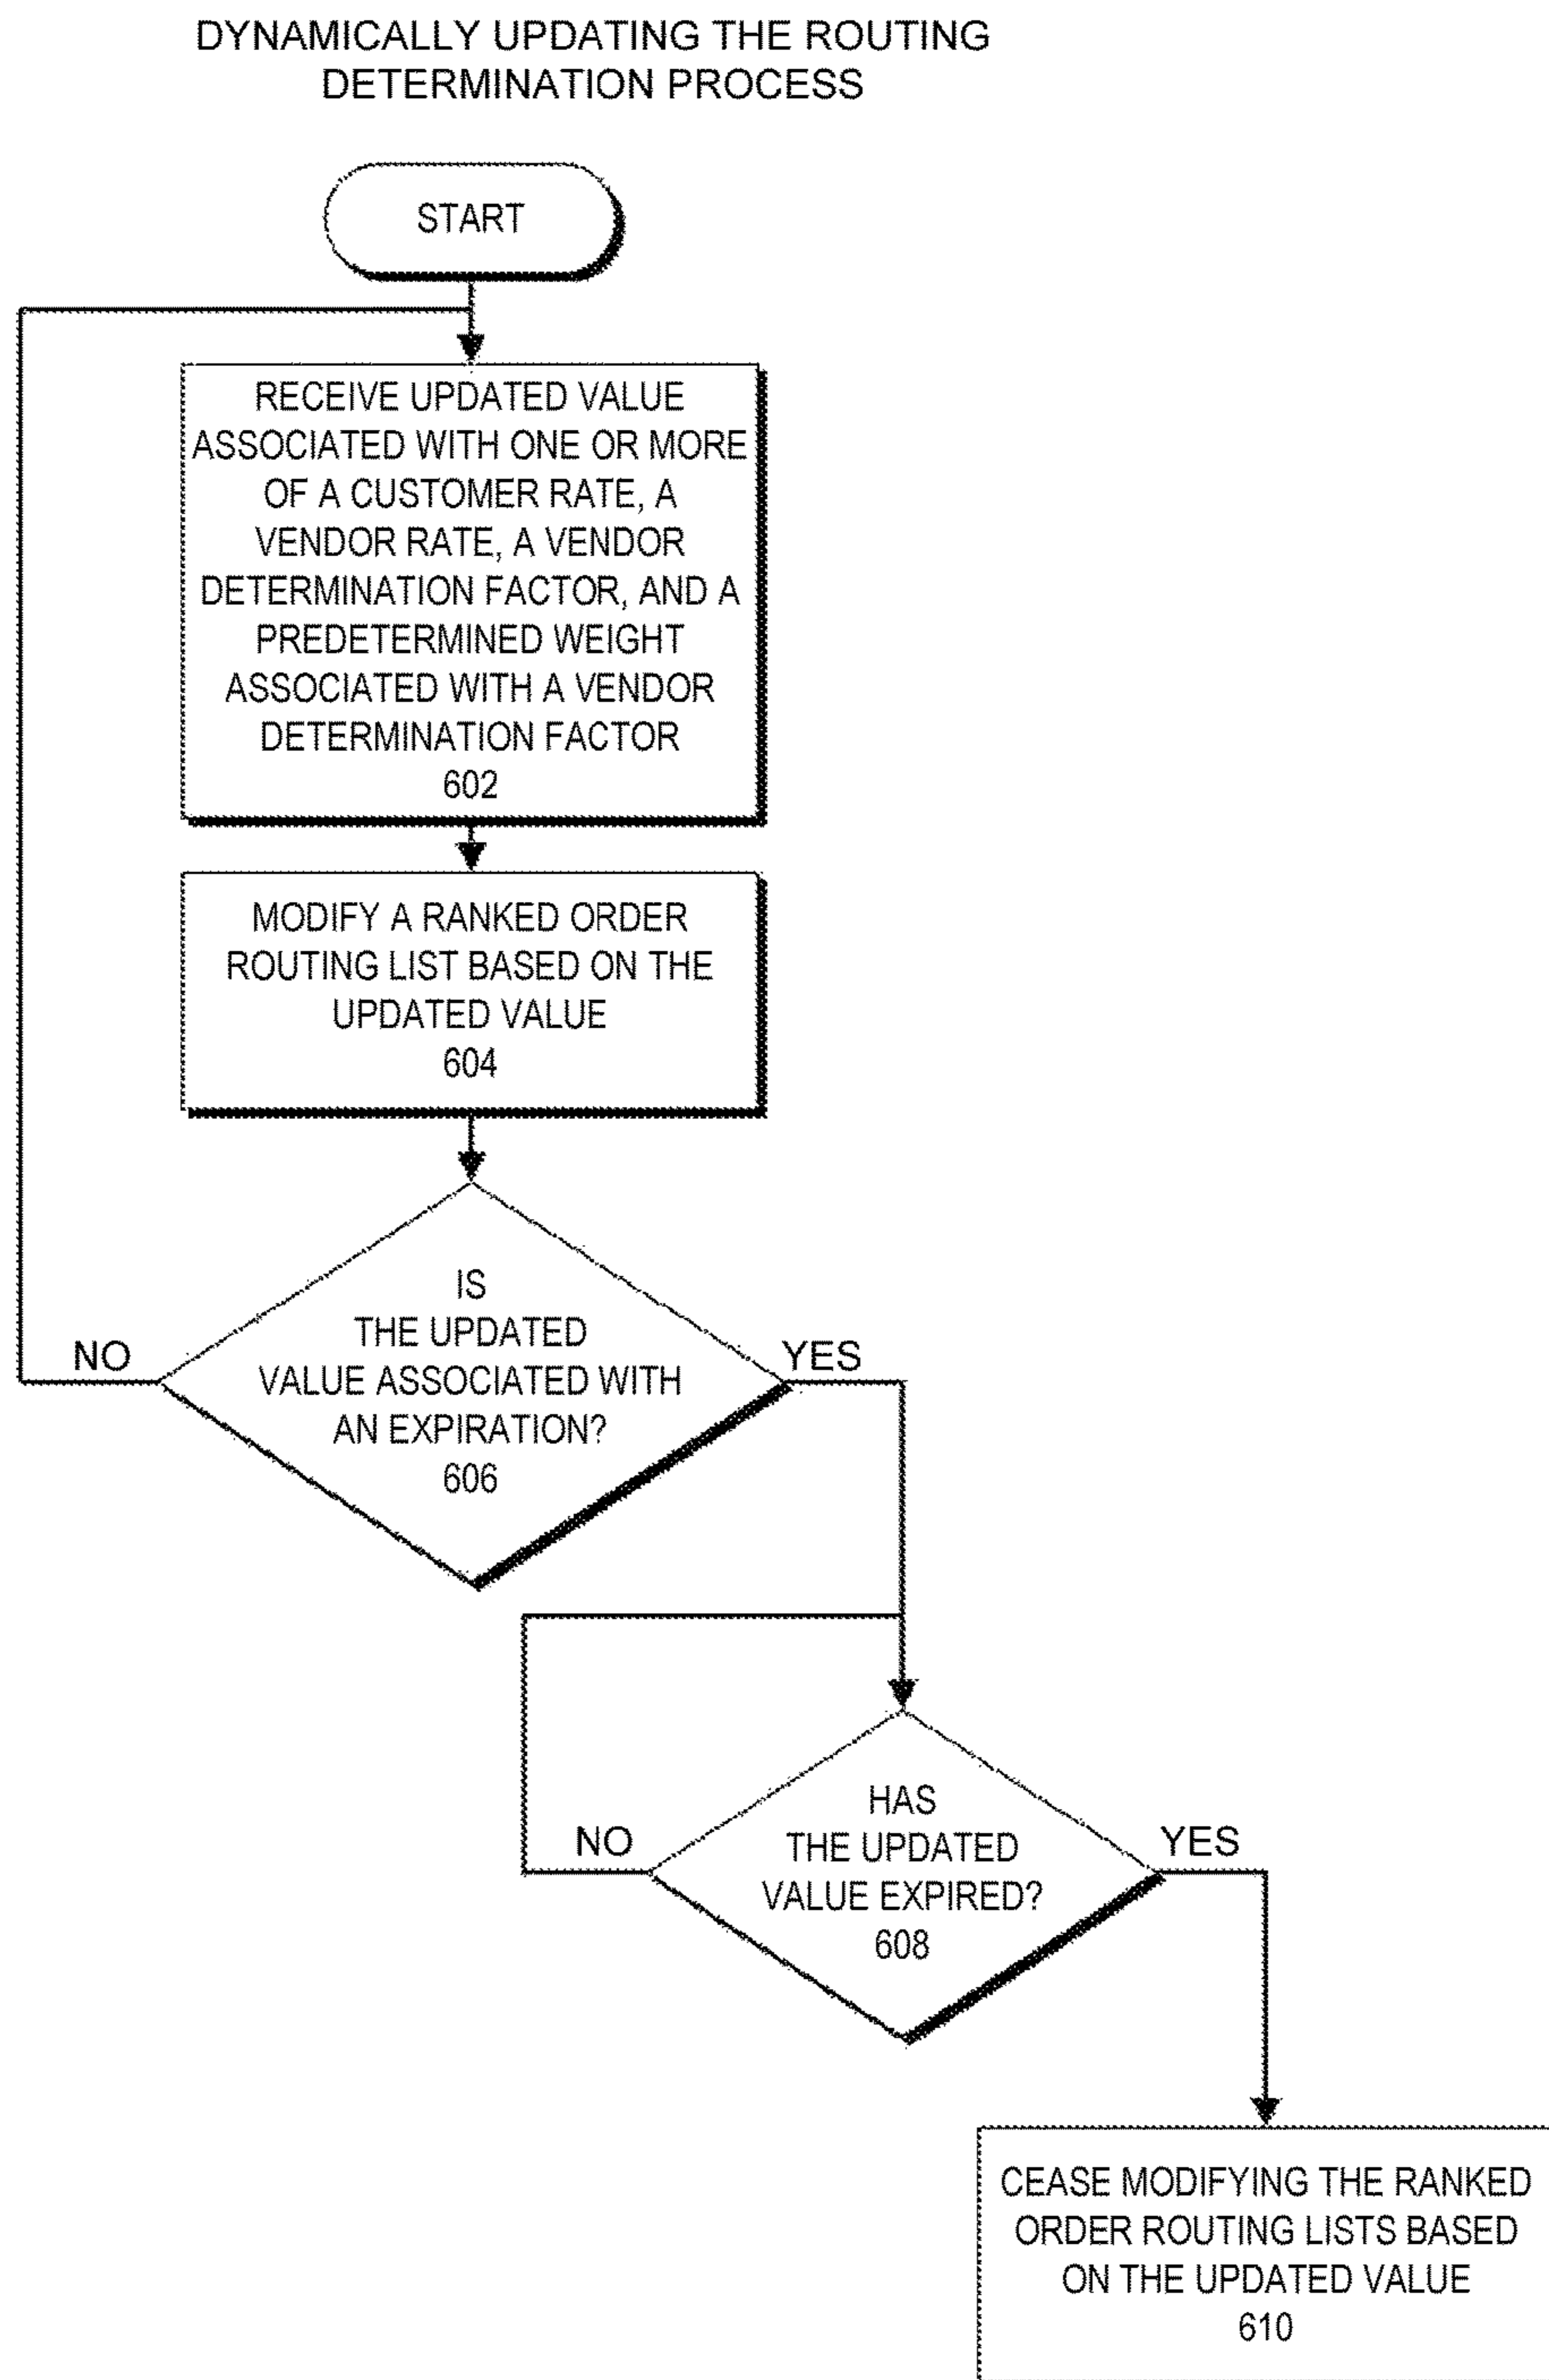 DYNAMICALLY UPDATING THE ROUTING
DETERMINATION PROCESS
START
RECEIVE UPDATED VALUE
ASSOCIATED WITH ONE OR MORE
OF A CUSTOMER RATE, A
VENDOR RATE, A VENDOR
DETERMINATION FACTOR, AND A
PREDETERMINED WEIGHT
ASSOCIATED WITH A VENDOR
DETERMINATION FACTOR
602
MODIFY A RANKED ORDER
ROUTING LIST BASED ON THE
UPDATED VALUE
604
IS
THE UPDATED
VALUE ASSOCIATED WITH
AN EXPIRATION?
606
NO
YES
HAS
THE UPDATED
VALUE EXPIRED?
608
NO
YES
CEASE MODIFYING THE RANKED
ORDER ROUTING LISTS BASED
ON THE UPDATED VALUE
610